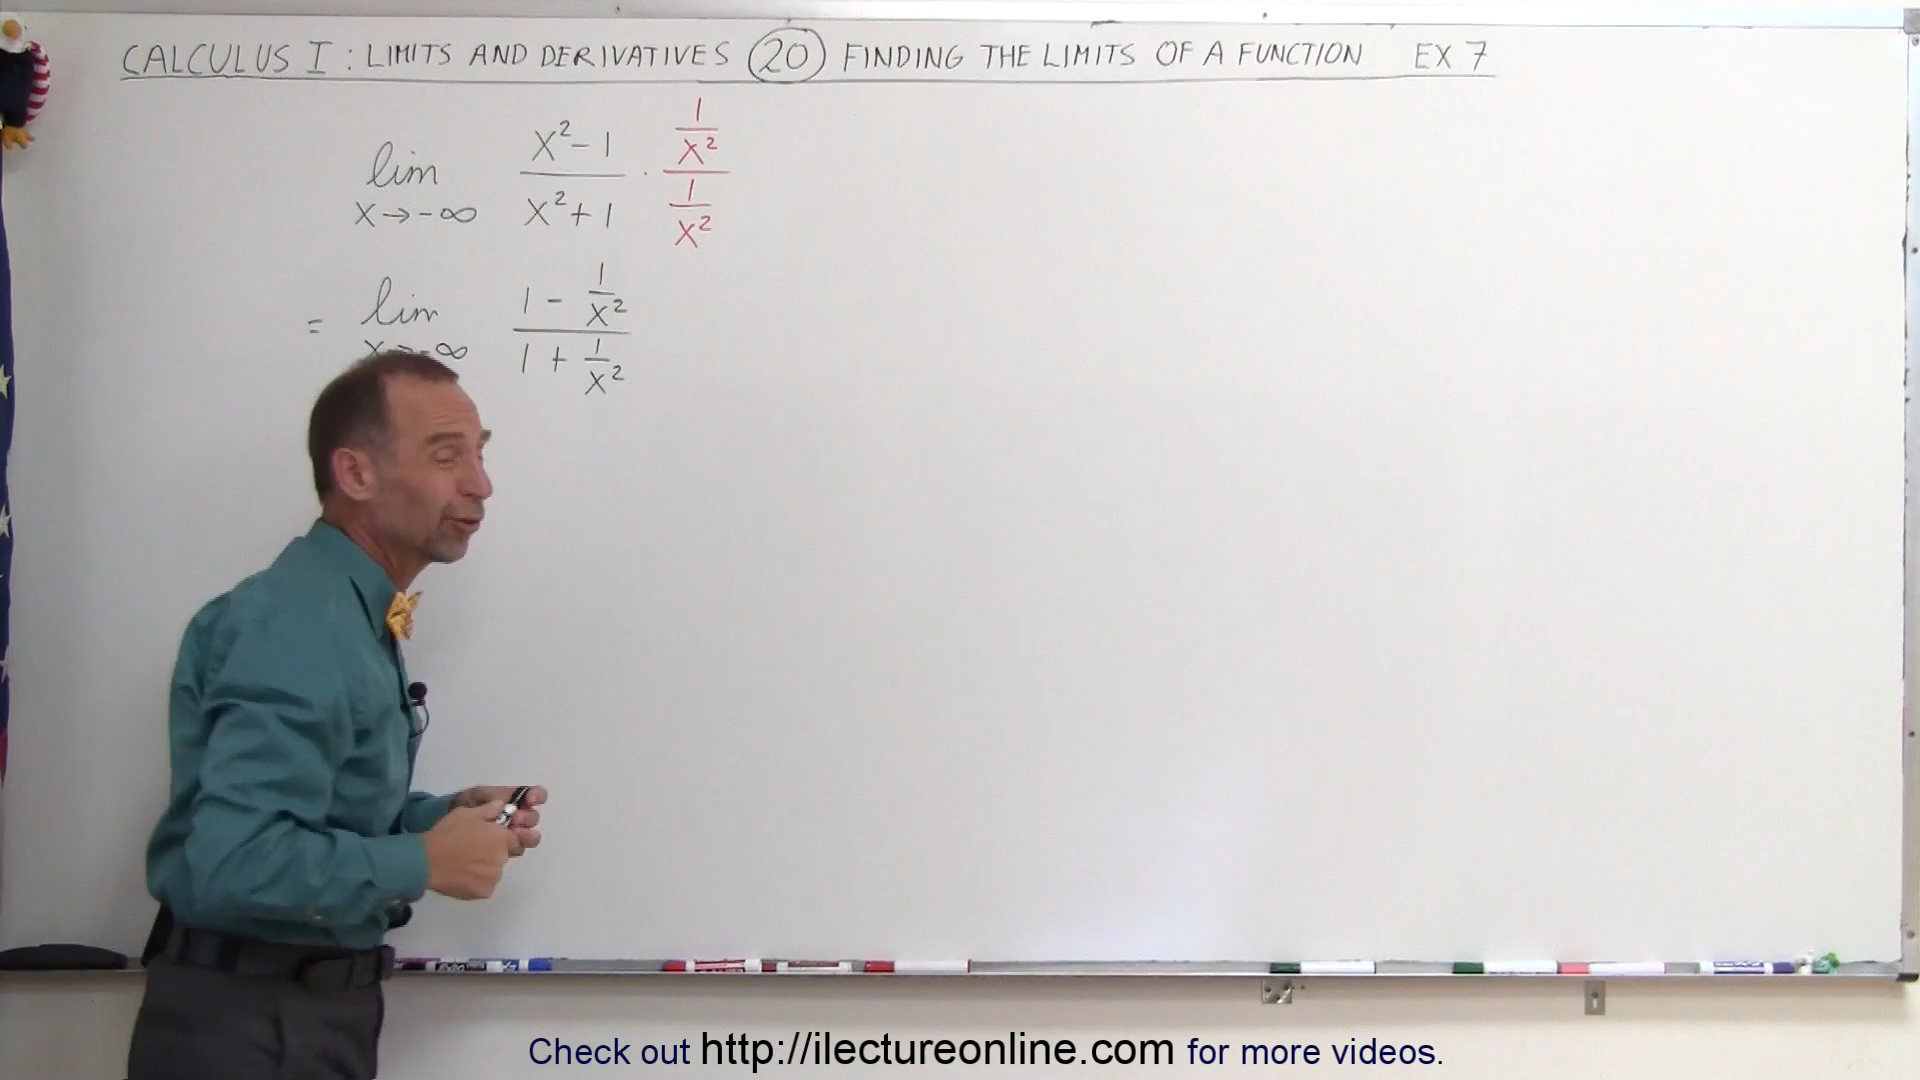 CALCULUS I : LIMITS AND DERIVATIVES 20 FINDING THE LIMITS OF A FUNCTION EX 7
lim x→-∞ (x²-1)/(x²+1) · (1/x²)/(1/x²)
= lim x→-∞ (1 - 1/x²)/(1 + 1/x²)
Check out http://ilectureonline.com for more videos.